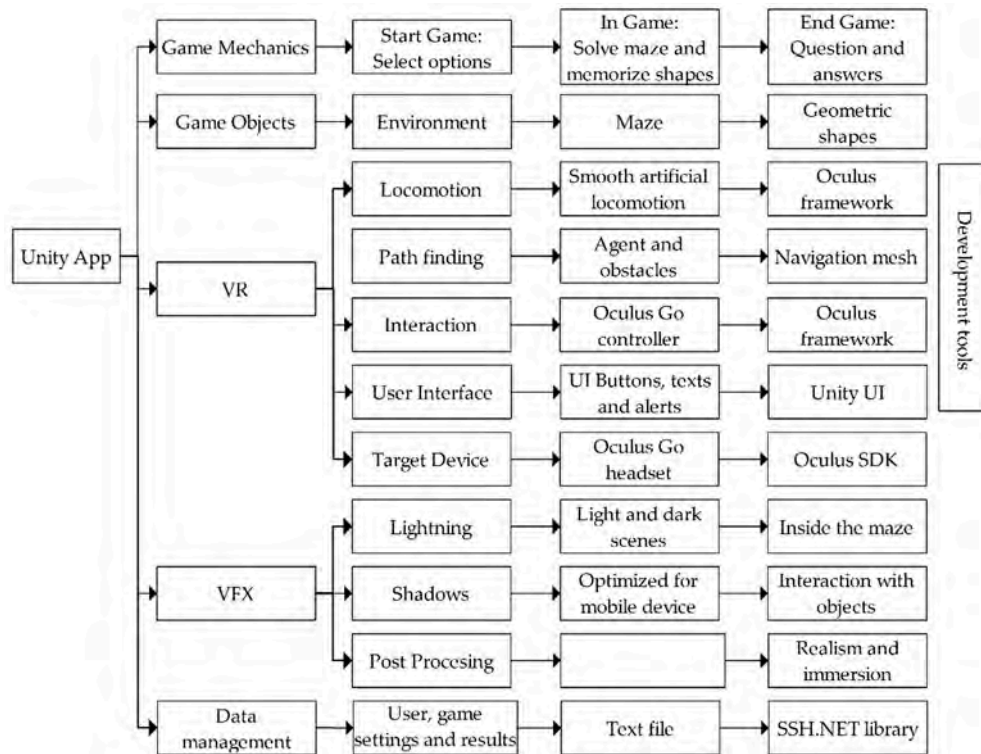 Game Mechanics
Start Game:
Select options
In Game:
Solve maze and
memorize shapes
End Game:
Question and
answers
Game Objects
Environment
Maze
Geometric
shapes
Locomotion
Smooth artificial
locomotion
Oculus
framework
Unity App
VR
Path finding
Agent and
obstacles
Navigation mesh
Interaction
Oculus Go
controller
Oculus
framework
User Interface
UI Buttons, texts
and alerts
Unity UI
Target Device
Oculus Go
headset
Oculus SDK
Development tools
Lightning
Light and dark
scenes
Inside the maze
VFX
Shadows
Optimized for
mobile device
Interaction with
objects
Post Procesing
Realism and
immersion
Data
management
User, game
settings and results
Text file
SSH.NET library